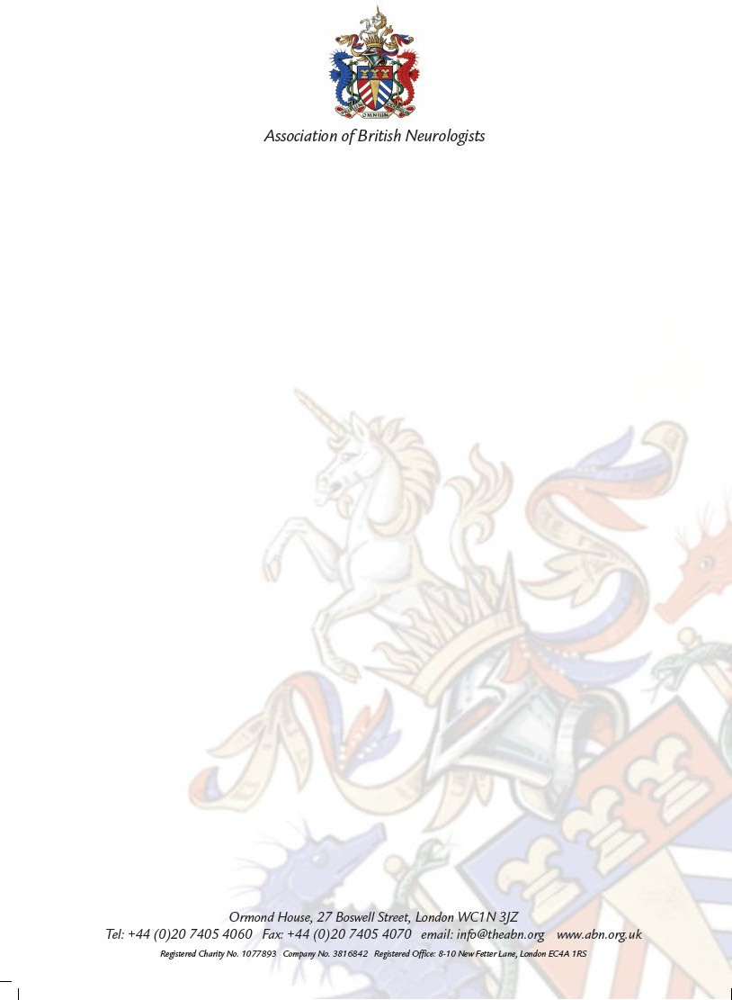 OMNIUM
Association of British Neurologists
Ormond House, 27 Boswell Street, London WC1N 3JZ
Tel: +44 (0)20 7405 4060 Fax: +44 (0)20 7405 4070 email: info@theabn.org www.abn.org.uk
Registered Charity No. 1077893 Company No. 3816842 Registered Office: 8-10 New Fetter Lane, London EC4A 1RS